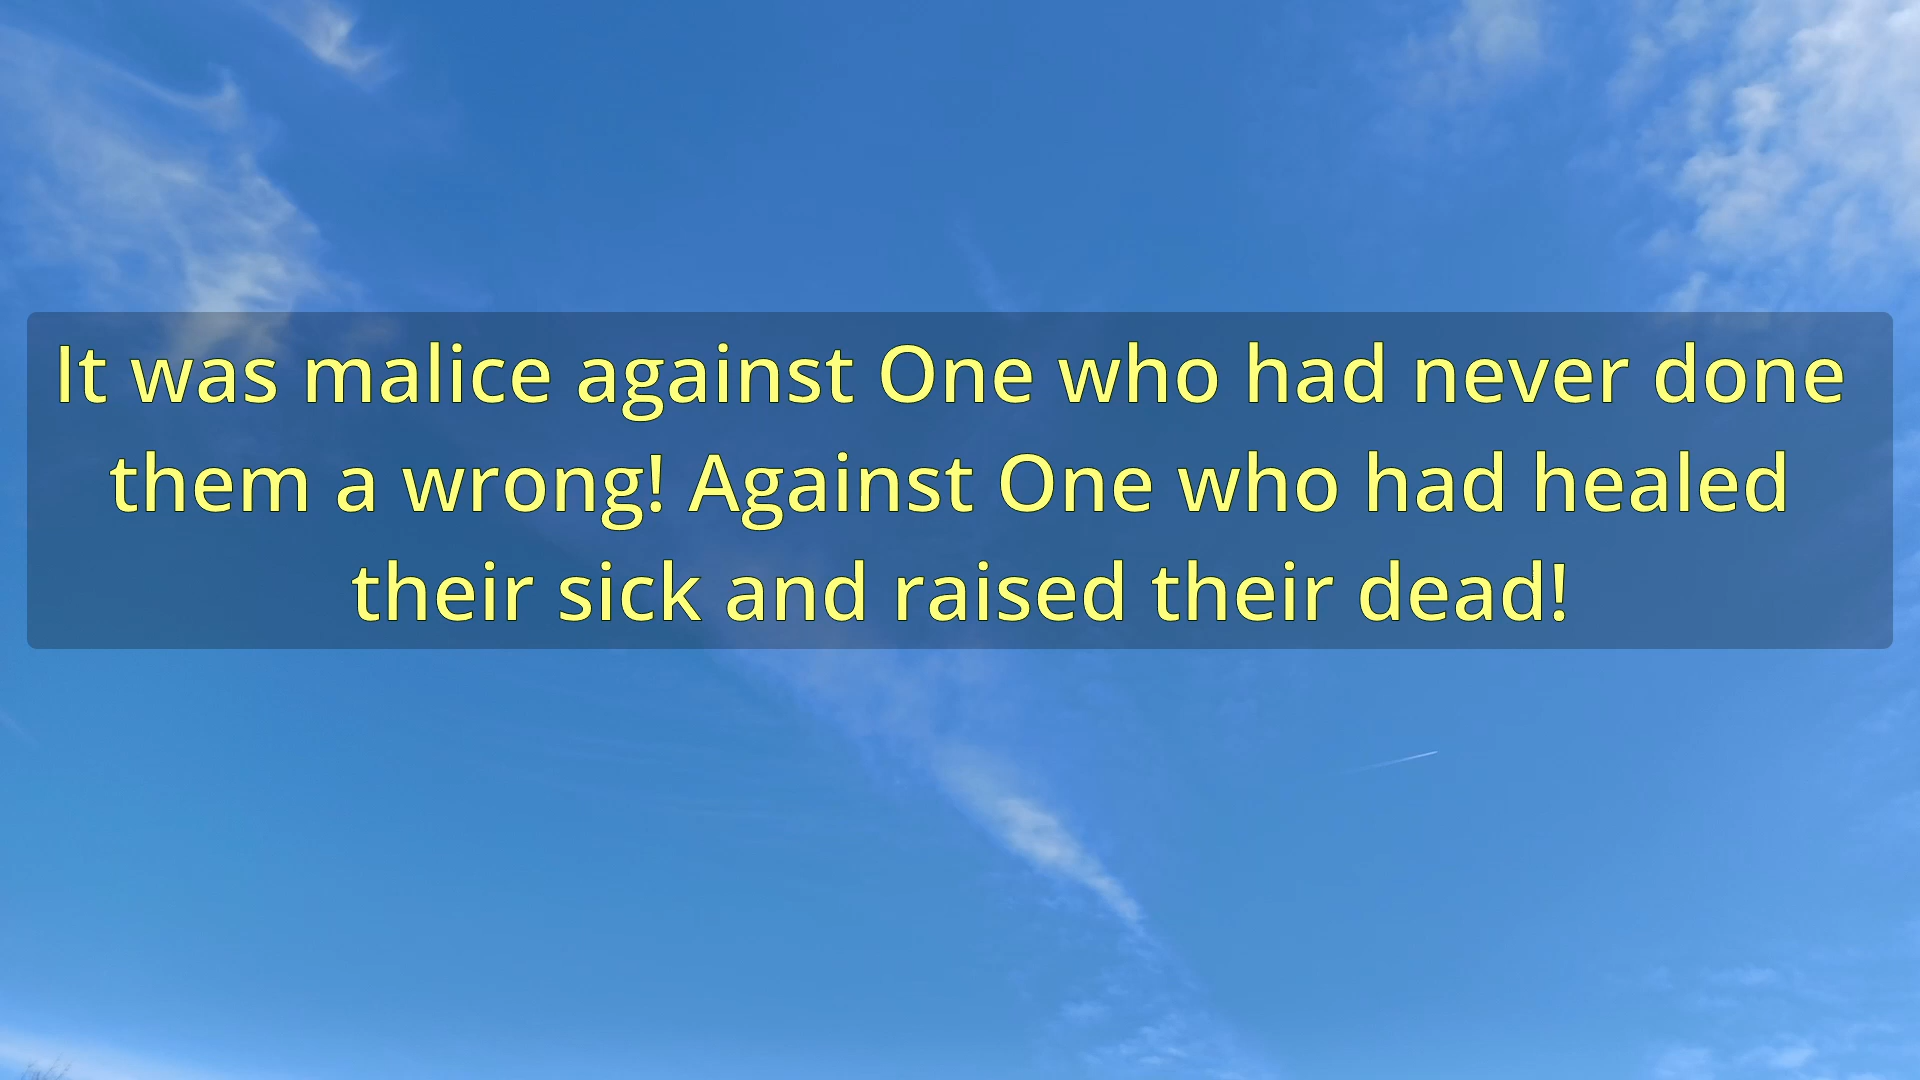 It was malice against One who had never done
them a wrong! Against One who had healed
their sick and raised their dead!